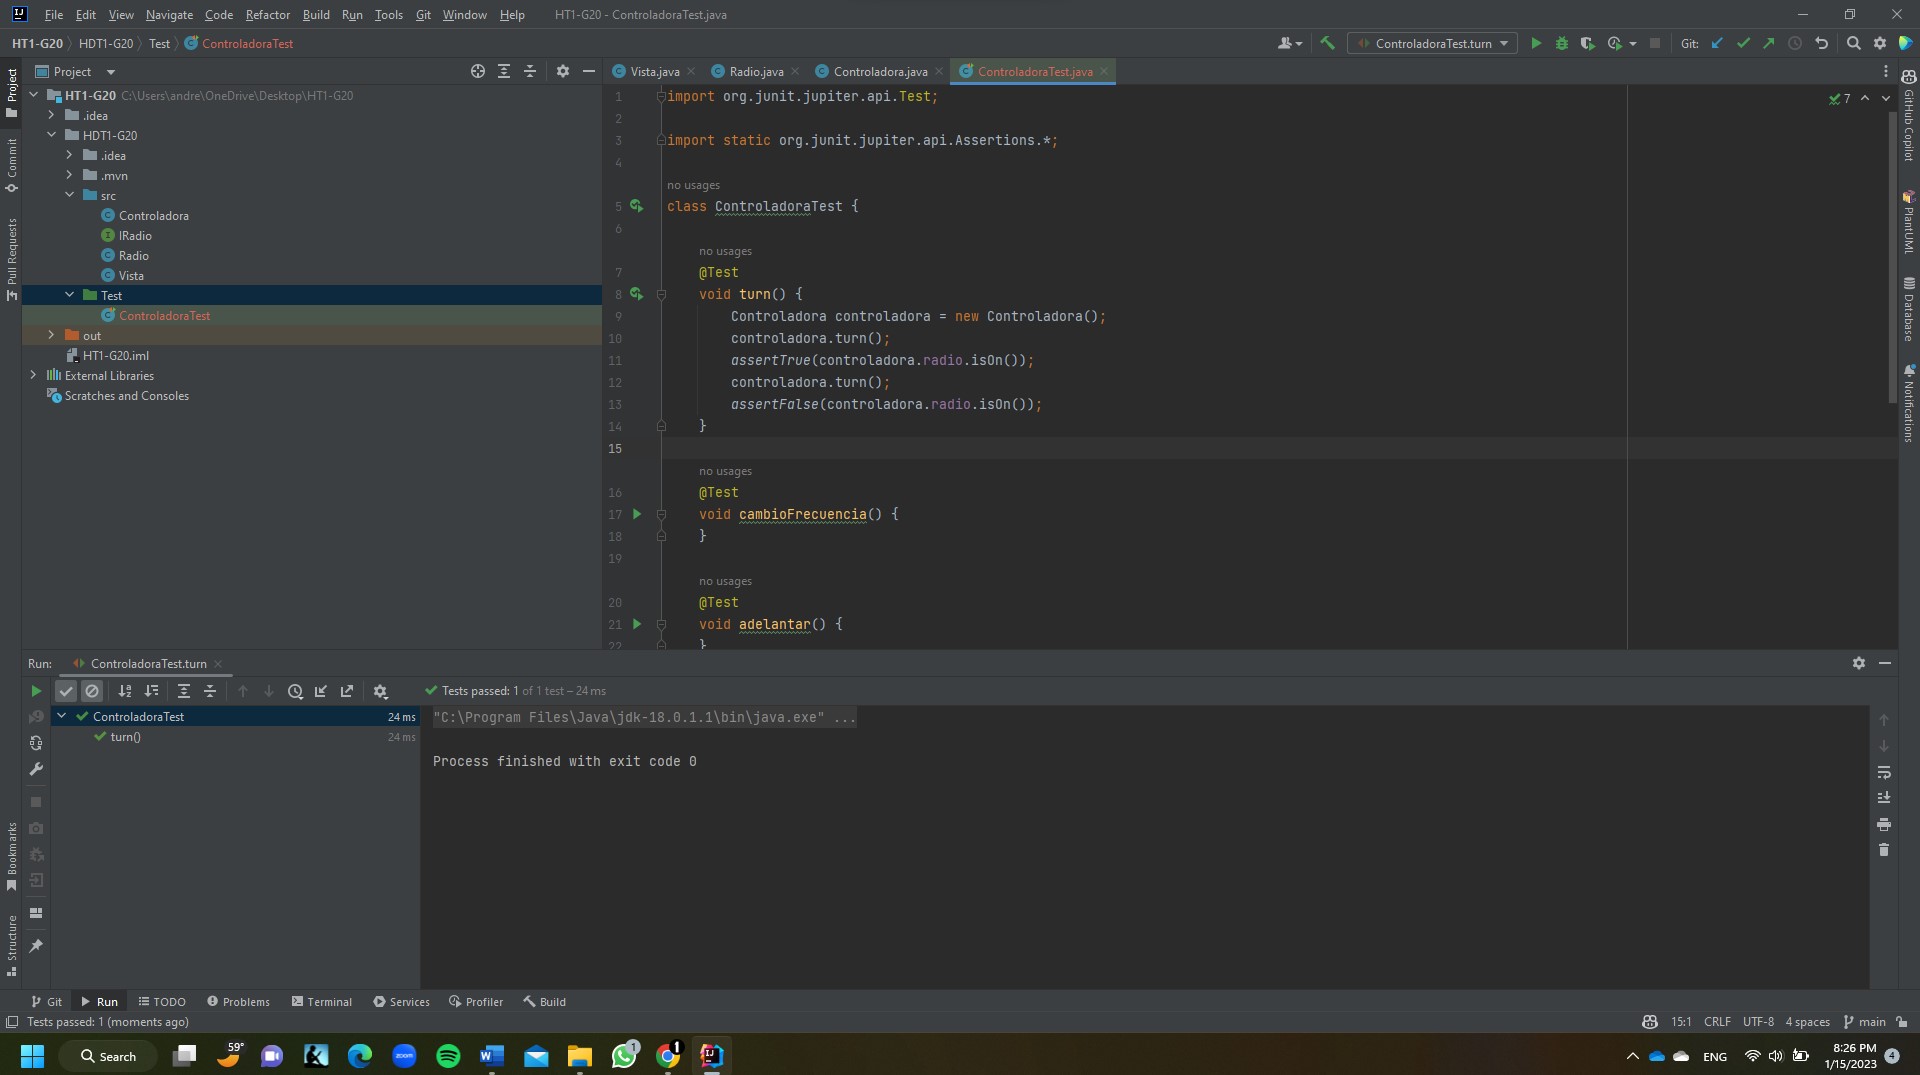 File Edit View Navigate Code Refactor Build Run Tools Git Window Help HT1-G20 - ControladoraTest.java
HT1-G20 HDT1-G20 Test ControladoraTest
ControladoraTest.turn
Git:
Project
Vista.java Radio.java Controladora.java ControladoraTest.java
Project
Commit
Pull Requests
Bookmarks
Structure
HT1-G20 C:\Users\andre\OneDrive\Desktop\HT1-G20
.idea
HDT1-G20
.idea
.mvn
src
Controladora
IRadio
Radio
Vista
Test
ControladoraTest
out
HT1-G20.iml
External Libraries
Scratches and Consoles
7
1 import org.junit.jupiter.api.Test;
2
3 import static org.junit.jupiter.api.Assertions.*;
4
no usages
5 class ControladoraTest {
6
no usages
7 @Test
8 void turn() {
9 Controladora controladora = new Controladora();
10 controladora.turn();
11 assertTrue(controladora.radio.isOn());
12 controladora.turn();
13 assertFalse(controladora.radio.isOn());
14 }
15
no usages
16 @Test
17 void cambioFrecuencia() {
18 }
19
no usages
20 @Test
21 void adelantar() {
22 }
GitHub Copilot
PlantUML
Database
Notifications
Run: ControladoraTest.turn
Tests passed: 1 of 1 test – 24 ms
ControladoraTest 24 ms
turn() 24 ms
"C:\Program Files\Java\jdk-18.0.1.1\bin\java.exe" ...
Process finished with exit code 0
Git Run TODO Problems Terminal Services Profiler Build
Tests passed: 1 (moments ago)
15:1 CRLF UTF-8 4 spaces main
Search
59°
zoom
1
1
ENG
8:26 PM
1/15/2023
4